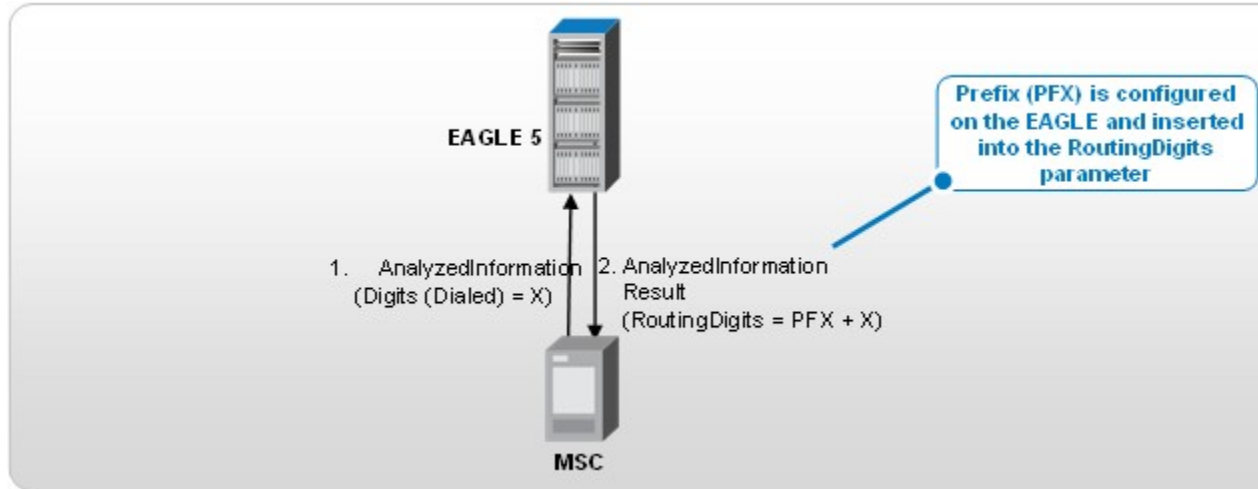 EAGLE 5
Prefix (PFX) is configured
on the EAGLE and inserted
into the RoutingDigits
parameter
1. AnalyzedInformation
(Digits (Dialed) = X)
2. AnalyzedInformation
Result
(RoutingDigits = PFX + X)
MSC